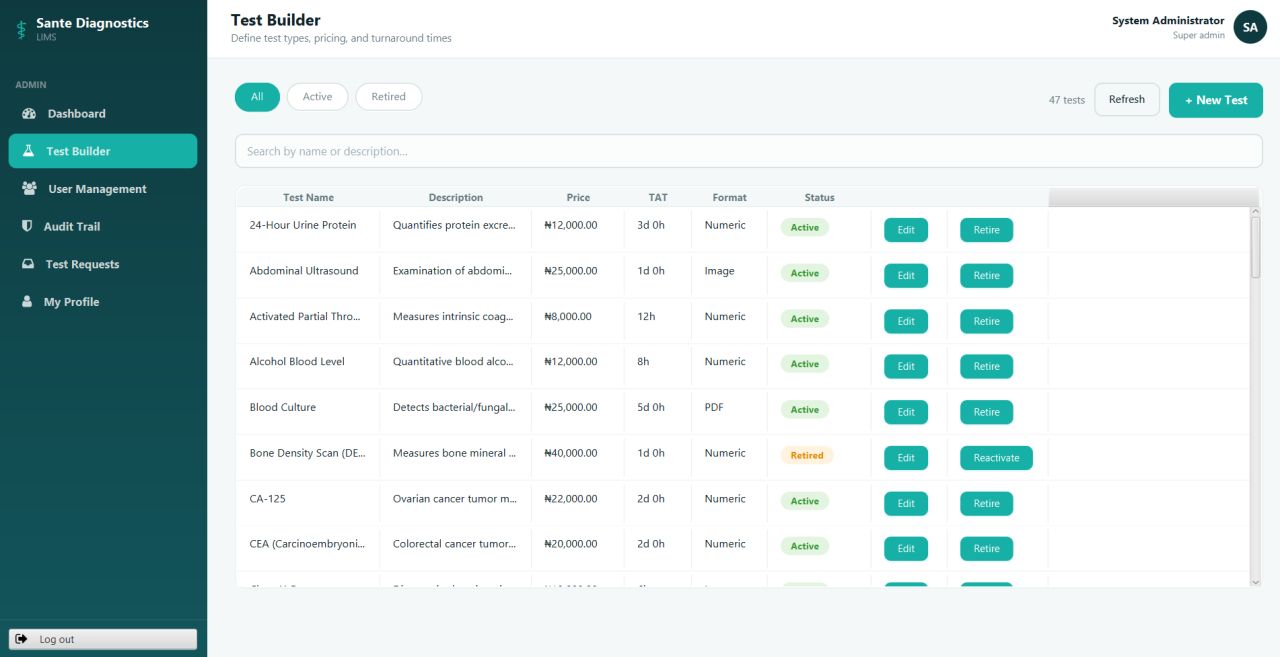 Sante Diagnostics
LIMS
ADMIN
Dashboard
Test Builder
User Management
Audit Trail
Test Requests
My Profile
Log out
Test Builder
Define test types, pricing, and turnaround times
System Administrator
Super admin
SA
All Active Retired
47 tests Refresh + New Test
Search by name or description...
Test Name Description Price TAT Format Status
24-Hour Urine Protein Quantifies protein excre... ₦12,000.00 3d 0h Numeric Active Edit Retire
Abdominal Ultrasound Examination of abdomi... ₦25,000.00 1d 0h Image Active Edit Retire
Activated Partial Thro... Measures intrinsic coag... ₦8,000.00 12h Numeric Active Edit Retire
Alcohol Blood Level Quantitative blood alco... ₦12,000.00 8h Numeric Active Edit Retire
Blood Culture Detects bacterial/fungal... ₦25,000.00 5d 0h PDF Active Edit Retire
Bone Density Scan (DE... Measures bone mineral ... ₦40,000.00 1d 0h Numeric Retired Edit Reactivate
CA-125 Ovarian cancer tumor m... ₦22,000.00 2d 0h Numeric Active Edit Retire
CEA (Carcinoembryoni... Colorectal cancer tumor... ₦20,000.00 2d 0h Numeric Active Edit Retire